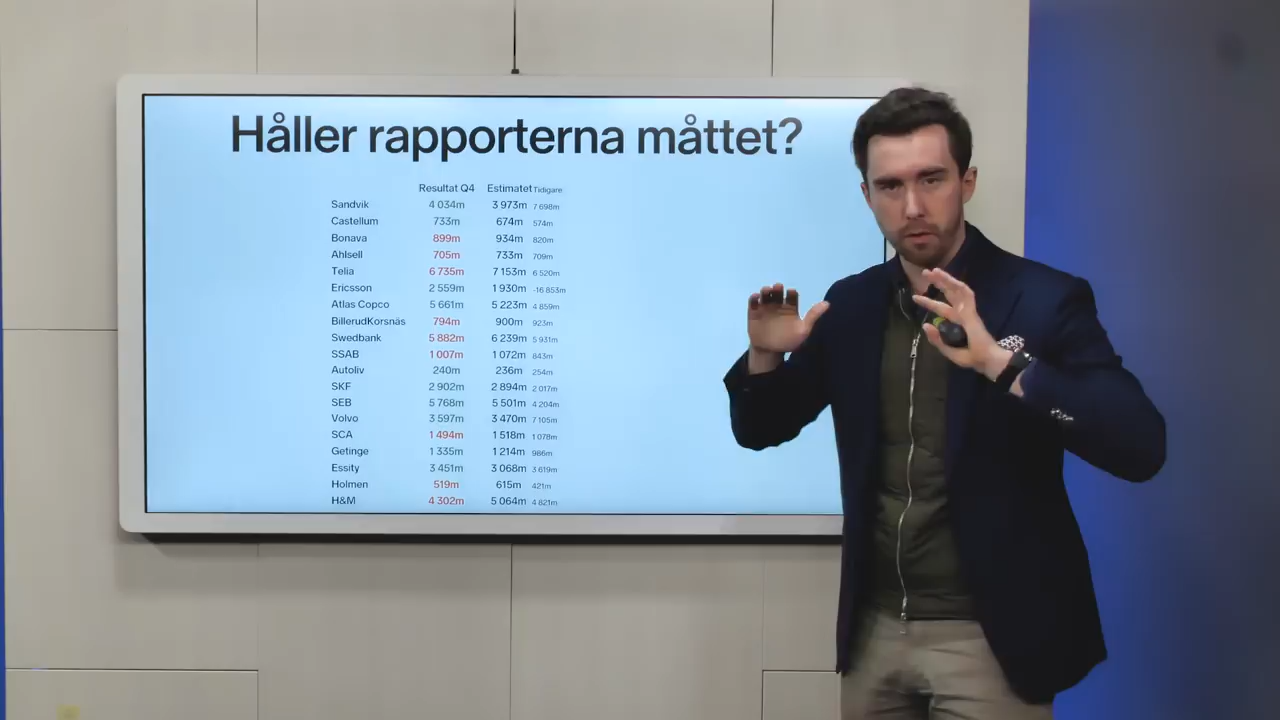 Håller rapporterna måttet?
Resultat Q4 Estimatet Tidigare
Sandvik 4 034m 3 973m 7 698m
Castellum 733m 674m 574m
Bonava 899m 934m 820m
Ahlsell 705m 733m 709m
Telia 6 735m 7 153m 6 520m
Ericsson 2 559m 1 930m -16 853m
Atlas Copco 5 661m 5 223m 4 859m
BillerudKorsnäs 794m 900m 923m
Swedbank 5 882m 6 239m 5 931m
SSAB 1 007m 1 072m 843m
Autoliv 240m 236m 254m
SKF 2 902m 2 894m 2 017m
SEB 5 768m 5 501m 4 204m
Volvo 3 597m 3 470m 7 105m
SCA 1 494m 1 518m 1 078m
Getinge 1 335m 1 214m 986m
Essity 3 451m 3 068m 3 619m
Holmen 519m 615m 421m
H&M 4 302m 5 064m 4 821m